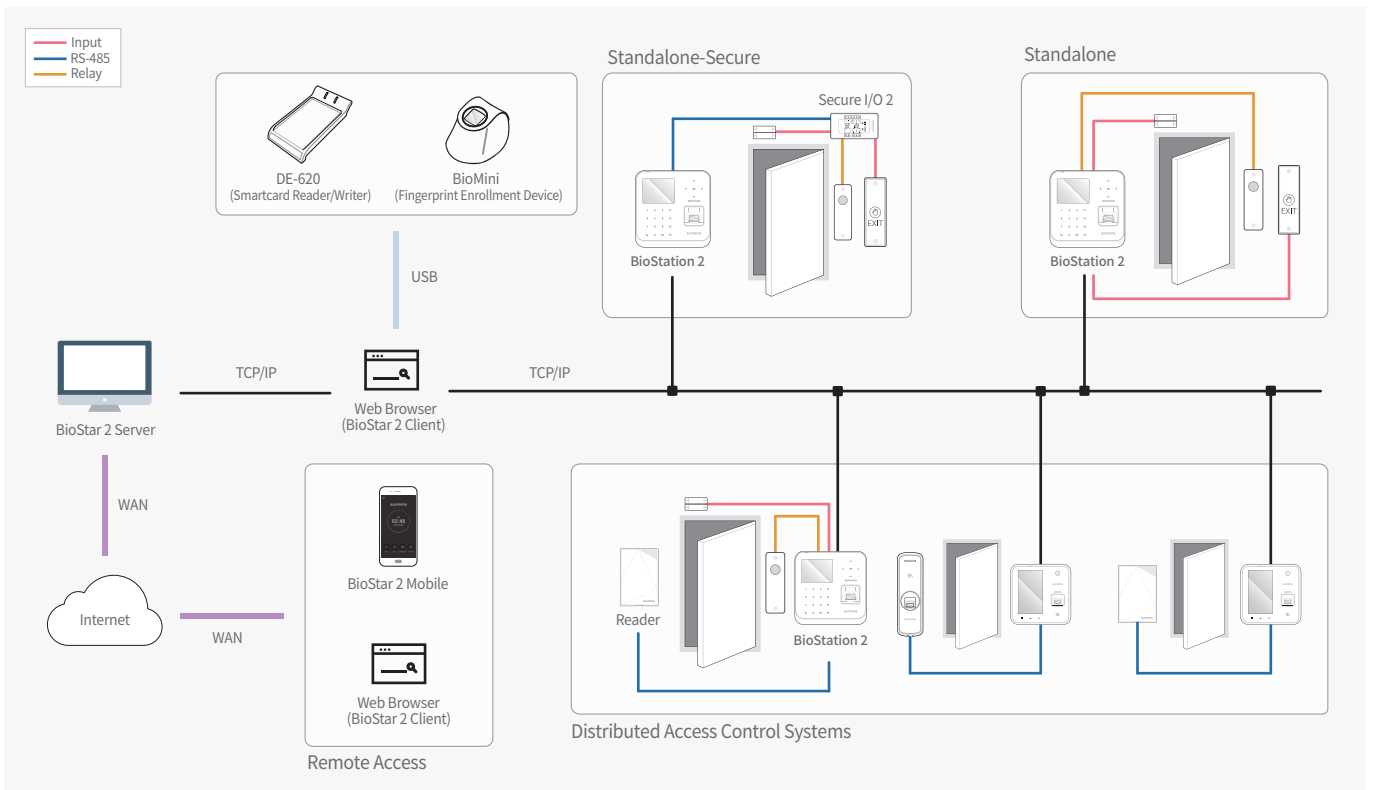 Input
RS-485
Relay
Standalone-Secure
Standalone
Secure I/O 2
DE-620
(Smartcard Reader/Writer)
BioMini
(Fingerprint Enrollment Device)
EXIT
EXIT
BioStation 2
BioStation 2
USB
TCP/IP
TCP/IP
BioStar 2 Server
Web Browser
(BioStar 2 Client)
WAN
02:45
BioStar 2 Mobile
Internet
WAN
Reader
BioStation 2
Web Browser
(BioStar 2 Client)
Distributed Access Control Systems
Remote Access